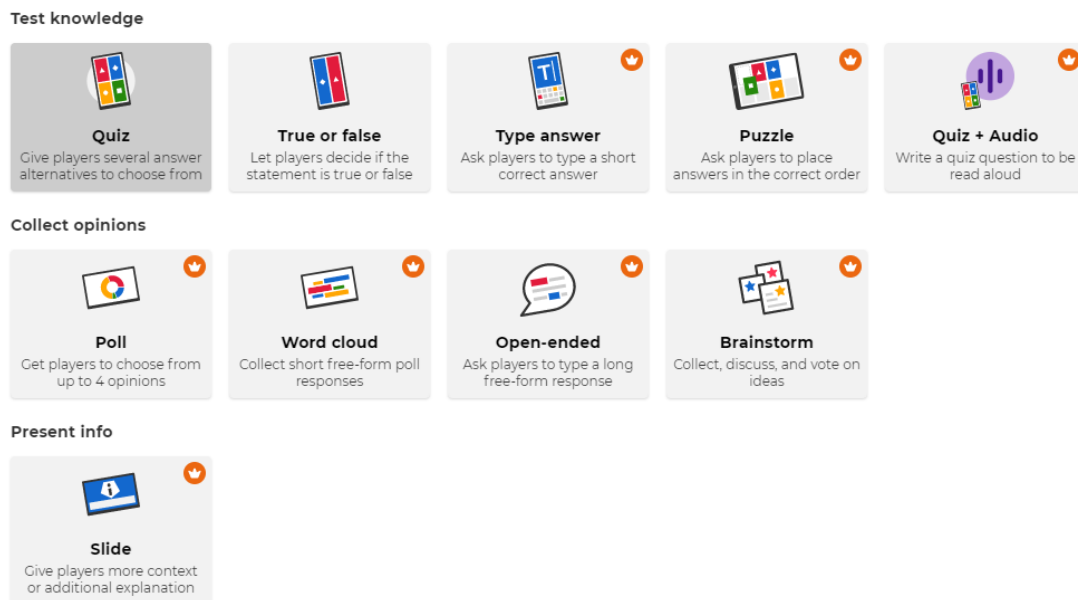 Test knowledge
Quiz
Give players several answer
alternatives to choose from
True or false
Let players decide if the
statement is true or false
Type answer
Ask players to type a short
correct answer
Puzzle
Ask players to place
answers in the correct order
Quiz + Audio
Write a quiz question to be
read aloud
Collect opinions
Poll
Get players to choose from
up to 4 opinions
Word cloud
Collect short free-form poll
responses
Open-ended
Ask players to type a long
free-form response
Brainstorm
Collect, discuss, and vote on
ideas
Present info
Slide
Give players more context
or additional explanation